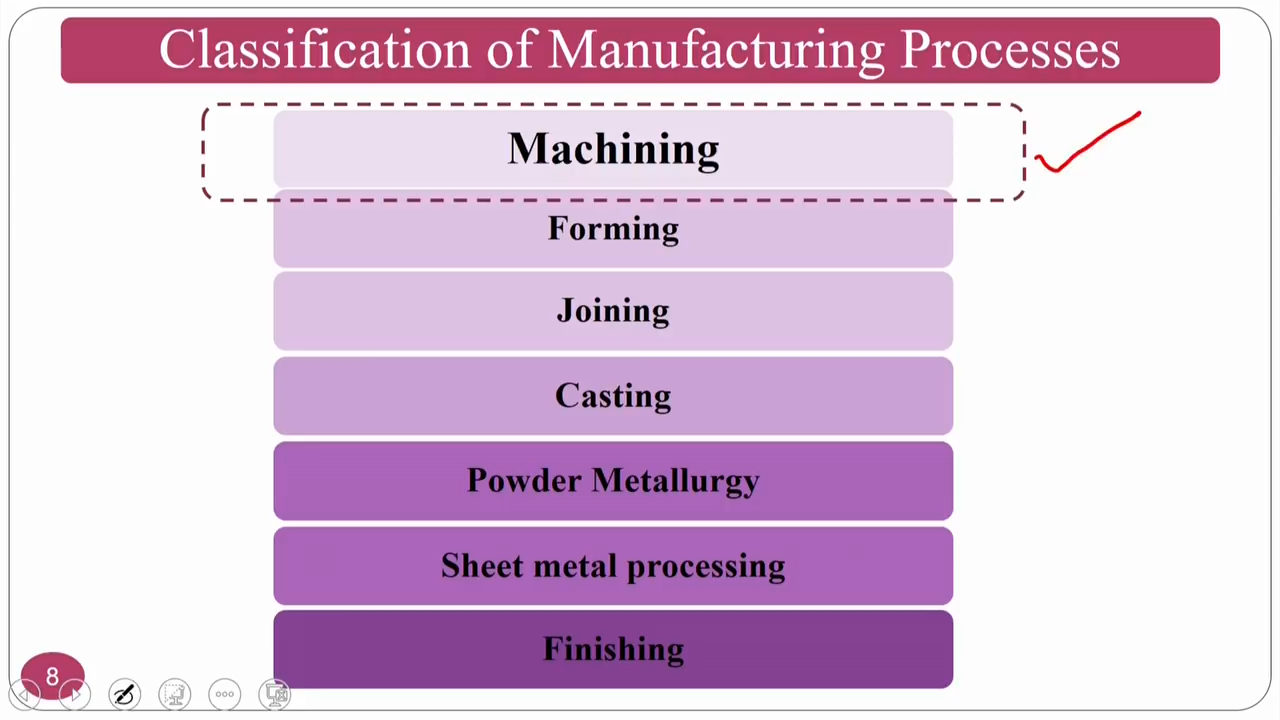 Classification of Manufacturing Processes
Machining
Forming
Joining
Casting
Powder Metallurgy
Sheet metal processing
Finishing
8